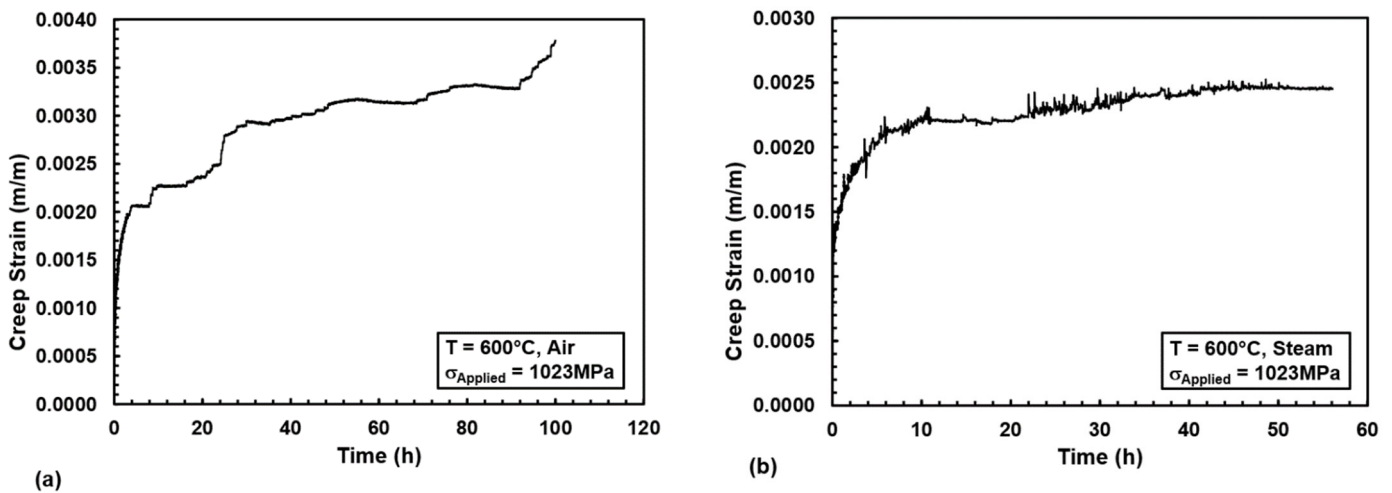 Creep Strain (m/m)
0.0040
0.0035
0.0030
0.0025
0.0020
0.0015
0.0010
0.0005
0.0000
T = 600°C, Air
σApplied = 1023MPa
0 20 40 60 80 100 120
Time (h)
(a)
Creep Strain (m/m)
0.0030
0.0025
0.0020
0.0015
0.0010
0.0005
0.0000
T = 600°C, Steam
σApplied = 1023MPa
0 10 20 30 40 50 60
Time (h)
(b)